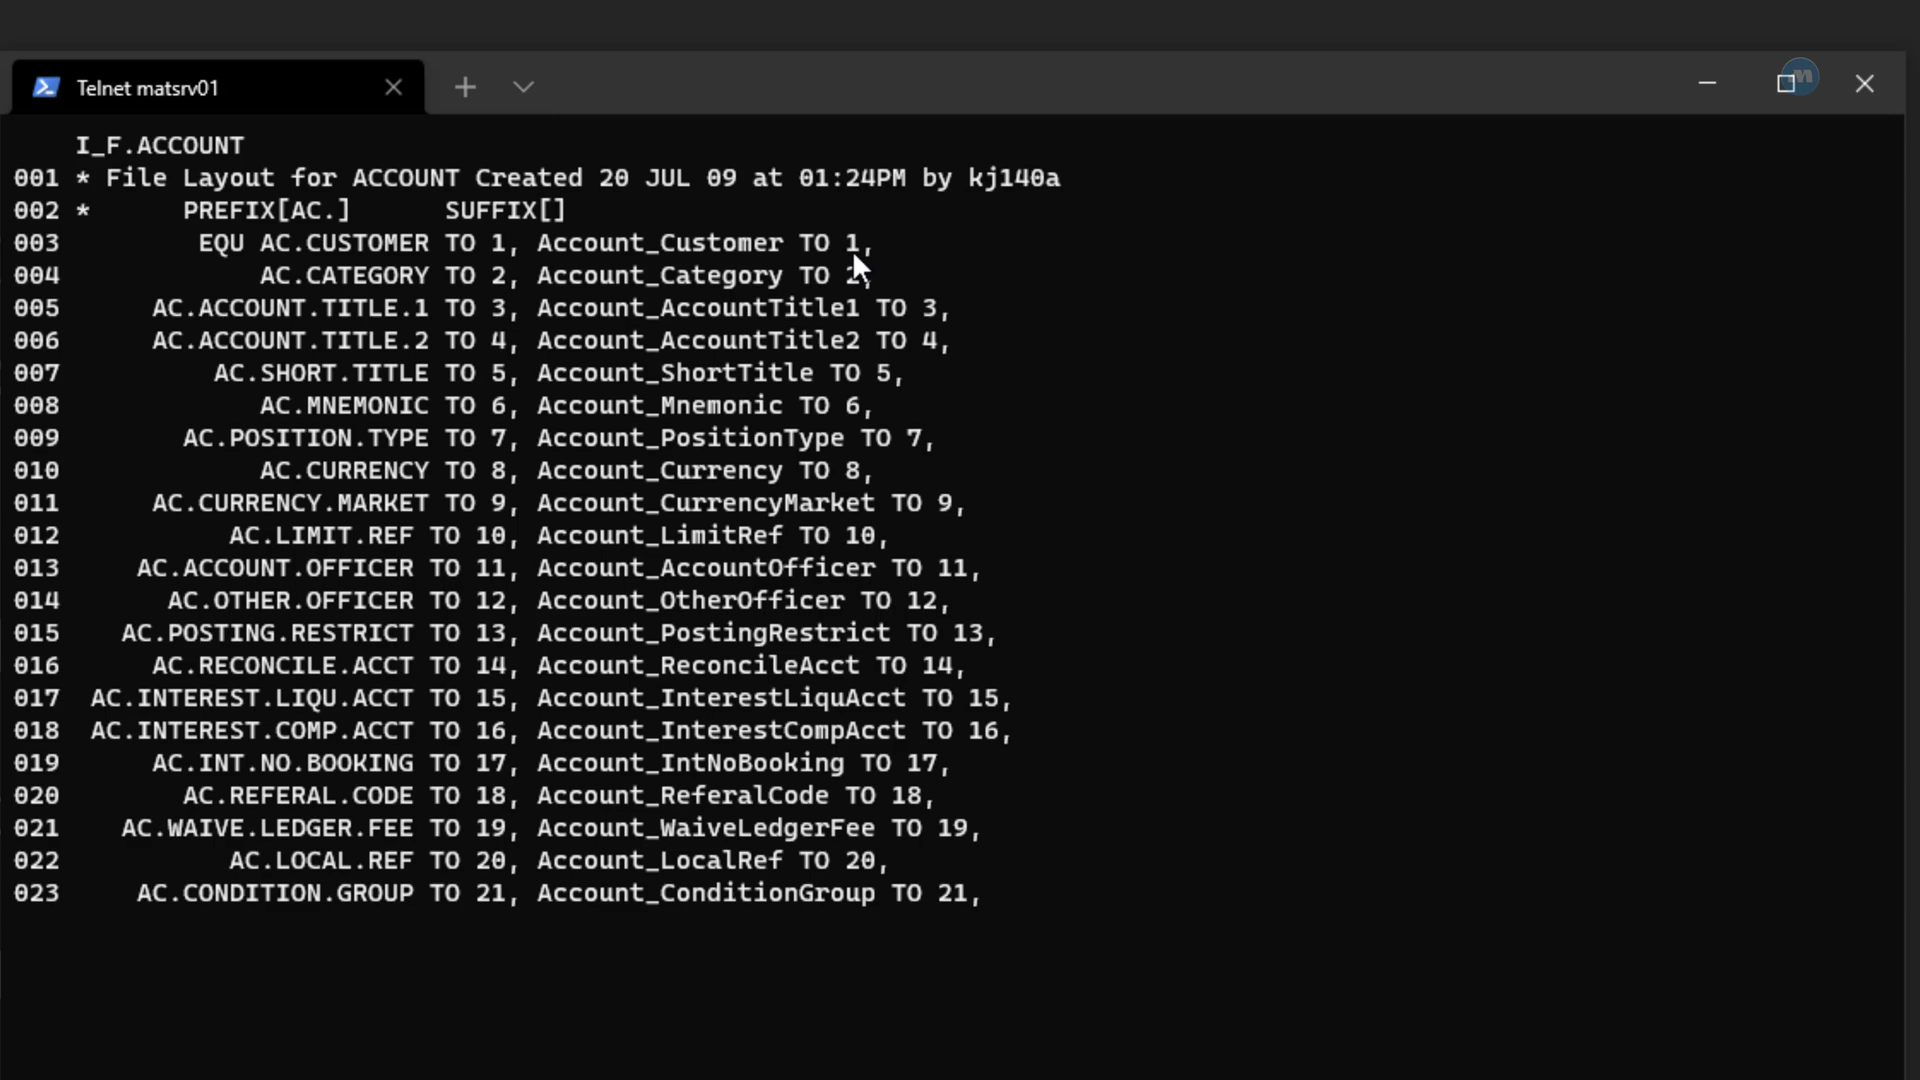 Telnet matsrv01
I_F.ACCOUNT
001 * File Layout for ACCOUNT Created 20 JUL 09 at 01:24PM by kj140a
002 *      PREFIX[AC.]      SUFFIX[]
003         EQU AC.CUSTOMER TO 1, Account_Customer TO 1,
004             AC.CATEGORY TO 2, Account_Category TO 2,
005      AC.ACCOUNT.TITLE.1 TO 3, Account_AccountTitle1 TO 3,
006      AC.ACCOUNT.TITLE.2 TO 4, Account_AccountTitle2 TO 4,
007          AC.SHORT.TITLE TO 5, Account_ShortTitle TO 5,
008             AC.MNEMONIC TO 6, Account_Mnemonic TO 6,
009        AC.POSITION.TYPE TO 7, Account_PositionType TO 7,
010             AC.CURRENCY TO 8, Account_Currency TO 8,
011      AC.CURRENCY.MARKET TO 9, Account_CurrencyMarket TO 9,
012           AC.LIMIT.REF TO 10, Account_LimitRef TO 10,
013     AC.ACCOUNT.OFFICER TO 11, Account_AccountOfficer TO 11,
014       AC.OTHER.OFFICER TO 12, Account_OtherOfficer TO 12,
015    AC.POSTING.RESTRICT TO 13, Account_PostingRestrict TO 13,
016      AC.RECONCILE.ACCT TO 14, Account_ReconcileAcct TO 14,
017  AC.INTEREST.LIQU.ACCT TO 15, Account_InterestLiquAcct TO 15,
018  AC.INTEREST.COMP.ACCT TO 16, Account_InterestCompAcct TO 16,
019      AC.INT.NO.BOOKING TO 17, Account_IntNoBooking TO 17,
020        AC.REFERAL.CODE TO 18, Account_ReferalCode TO 18,
021    AC.WAIVE.LEDGER.FEE TO 19, Account_WaiveLedgerFee TO 19,
022           AC.LOCAL.REF TO 20, Account_LocalRef TO 20,
023     AC.CONDITION.GROUP TO 21, Account_ConditionGroup TO 21,